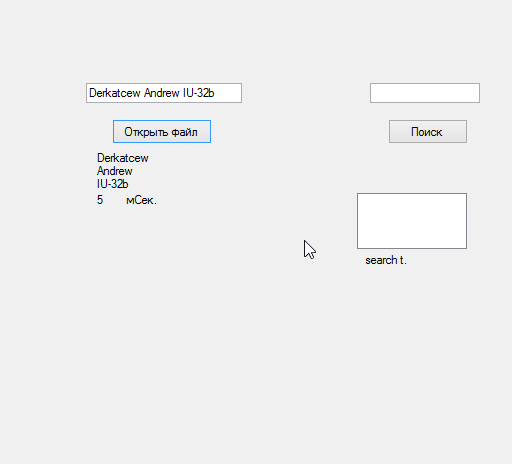 Derkatcew Andrew IU-32b
Открыть файл
Поиск
Derkatcew
Andrew
IU-32b
5 мСек.
search t.